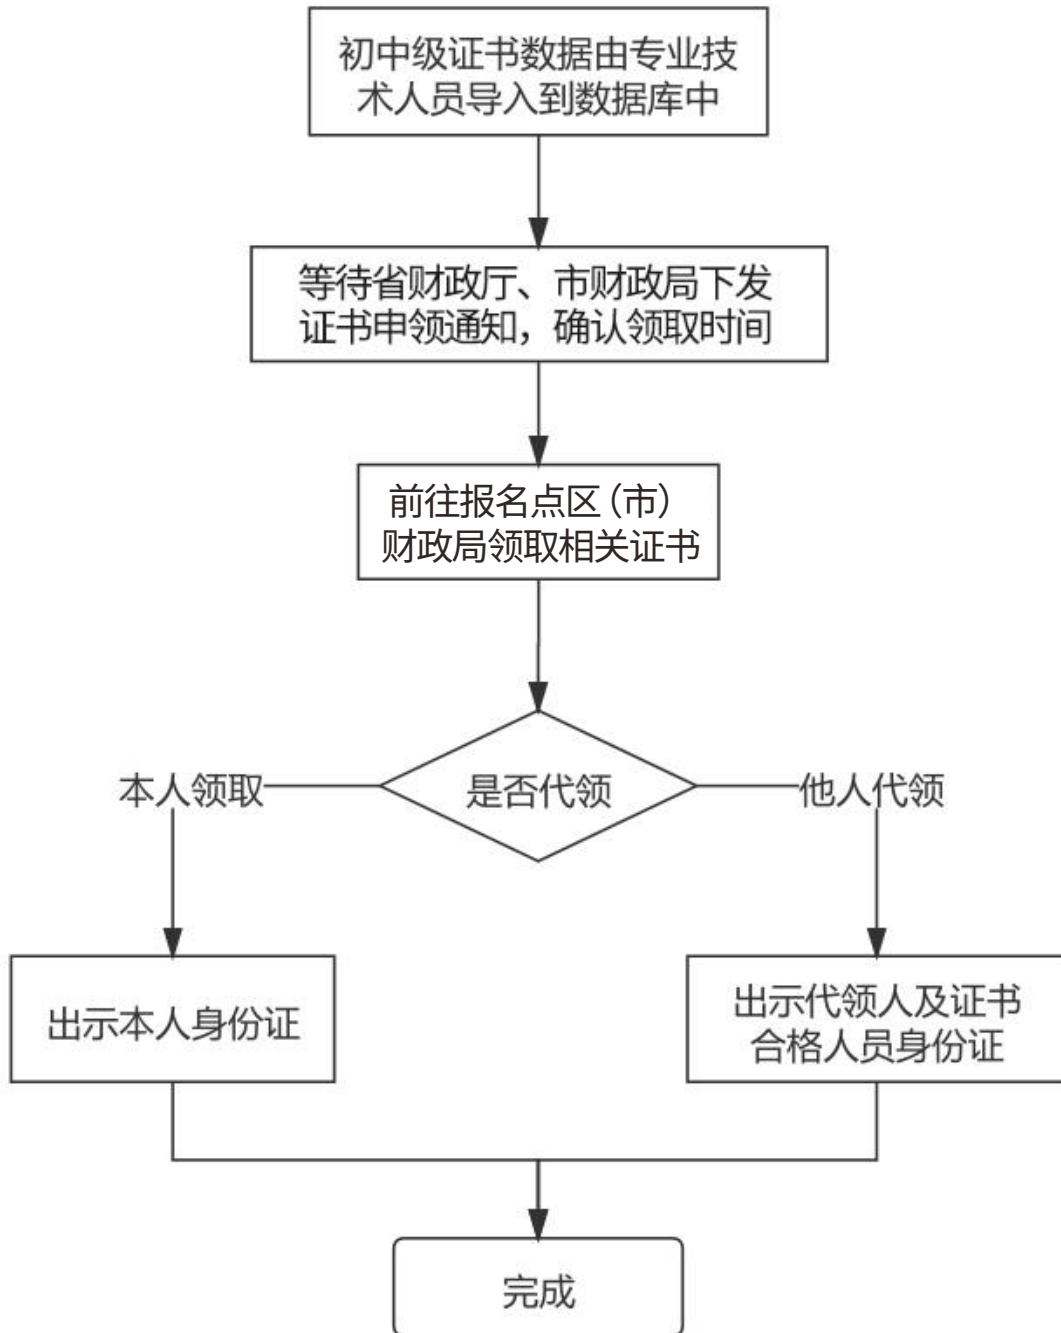 初中级证书数据由专业技
术人员导入到数据库中
等待省财政厅、市财政局下发
证书申领通知，确认领取时间
前往报名点区（市）
财政局领取相关证书
是否代领
本人领取
他人代领
出示本人身份证
出示代领人及证书
合格人员身份证
完成